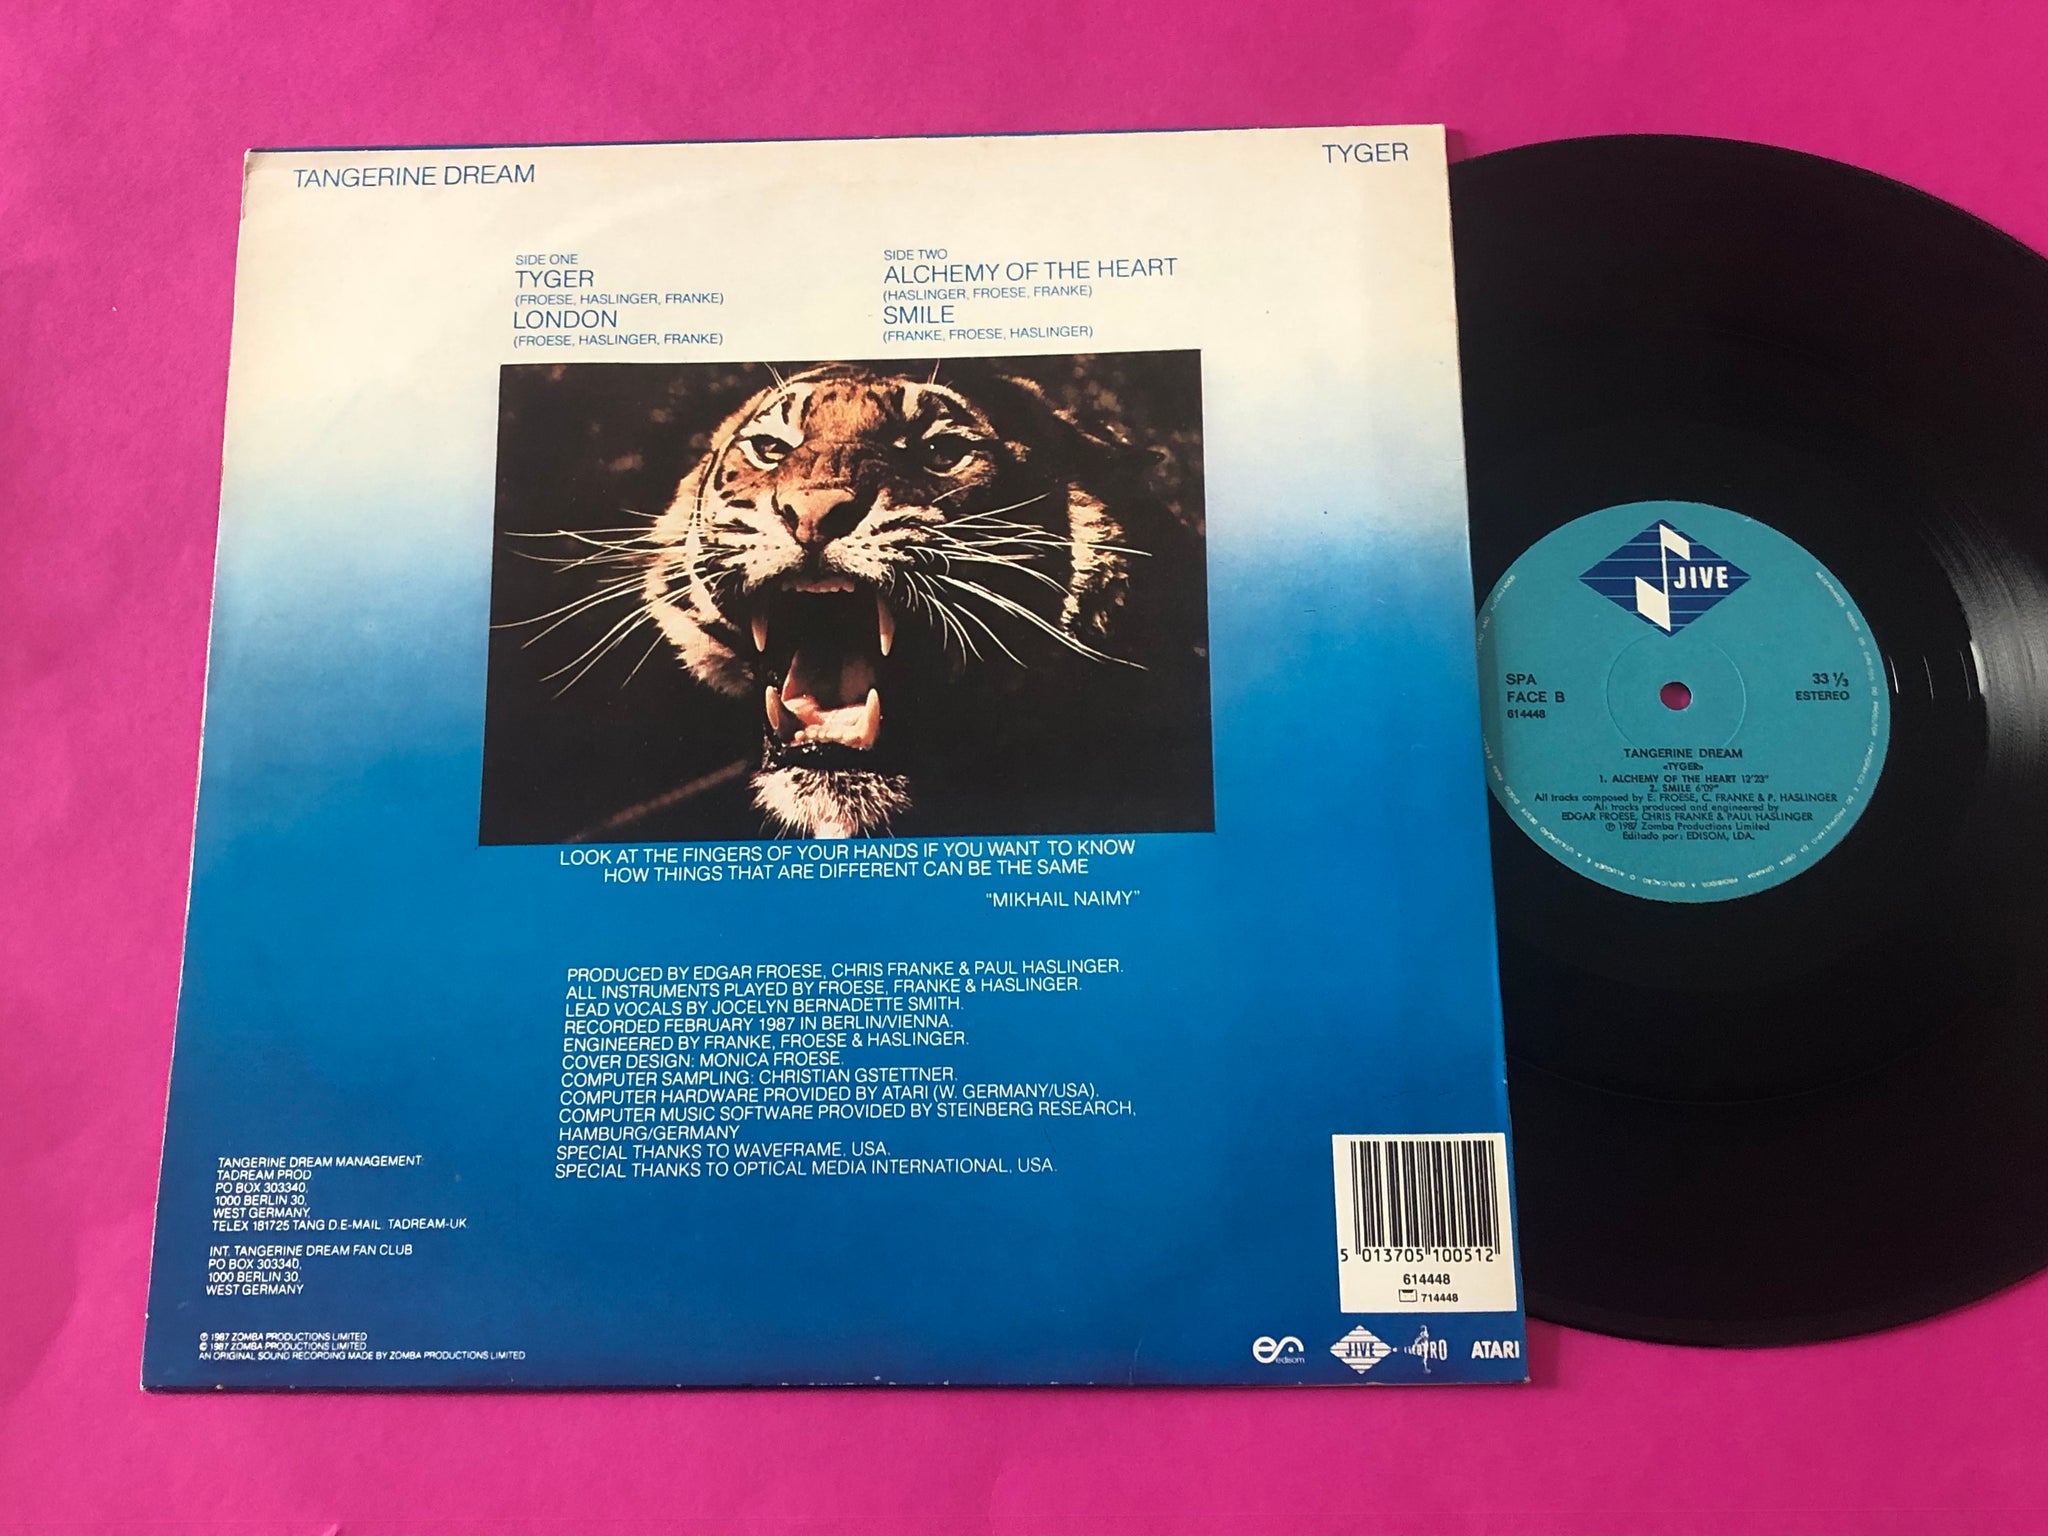 TANGERINE DREAM
TYGER
SIDE ONE
TYGER
(FROESE, HASLINGER, FRANKE)
LONDON
(FROESE, HASLINGER, FRANKE)
SIDE TWO
ALCHEMY OF THE HEART
(HASLINGER, FROESE, FRANKE)
SMILE
(FRANKE, FROESE, HASLINGER)
LOOK AT THE FINGERS OF YOUR HANDS IF YOU WANT TO KNOW
HOW THINGS THAT ARE DIFFERENT CAN BE THE SAME
"MIKHAIL NAIMY"
PRODUCED BY EDGAR FROESE, CHRIS FRANKE & PAUL HASLINGER.
ALL INSTRUMENTS PLAYED BY FROESE, FRANKE & HASLINGER.
LEAD VOCALS BY JOCELYN BERNADETTE SMITH.
RECORDED FEBRUARY 1987 IN BERLIN/VIENNA.
ENGINEERED BY FRANKE, FROESE & HASLINGER.
COVER DESIGN: MONICA FROESE.
COMPUTER SAMPLING: CHRISTIAN GSTETTNER.
COMPUTER HARDWARE PROVIDED BY ATARI (W. GERMANY/USA).
COMPUTER MUSIC SOFTWARE PROVIDED BY STEINBERG RESEARCH,
HAMBURG/GERMANY
SPECIAL THANKS TO WAVEFRAME, USA.
SPECIAL THANKS TO OPTICAL MEDIA INTERNATIONAL, USA.
TANGERINE DREAM MANAGEMENT:
TADREAM PROD.
PO BOX 303340,
1000 BERLIN 30,
WEST GERMANY,
TELEX 181725 TANG D.E-MAIL. TADREAM-UK
INT. TANGERINE DREAM FAN CLUB
PO BOX 303340,
1000 BERLIN 30,
WEST GERMANY
℗ 1987 ZOMBA PRODUCTIONS LIMITED
© 1987 ZOMBA PRODUCTIONS LIMITED
AN ORIGINAL SOUND RECORDING MADE BY ZOMBA PRODUCTIONS LIMITED
5 013705 100512
614448
714448
edisom
JIVE
ATARI
JIVE
SPA
FACE B
614448
33 1/3
ESTEREO
TANGERINE DREAM
«TYGER»
1. ALCHEMY OF THE HEART 12'23"
2. SMILE 6'09"
All tracks composed by E. FROESE, C. FRANKE & P. HASLINGER
All tracks produced and engineered by
EDGAR FROESE, CHRIS FRANKE & PAUL HASLINGER
℗ 1987 Zomba Productions Limited
Editado por: EDISOM, LDA.